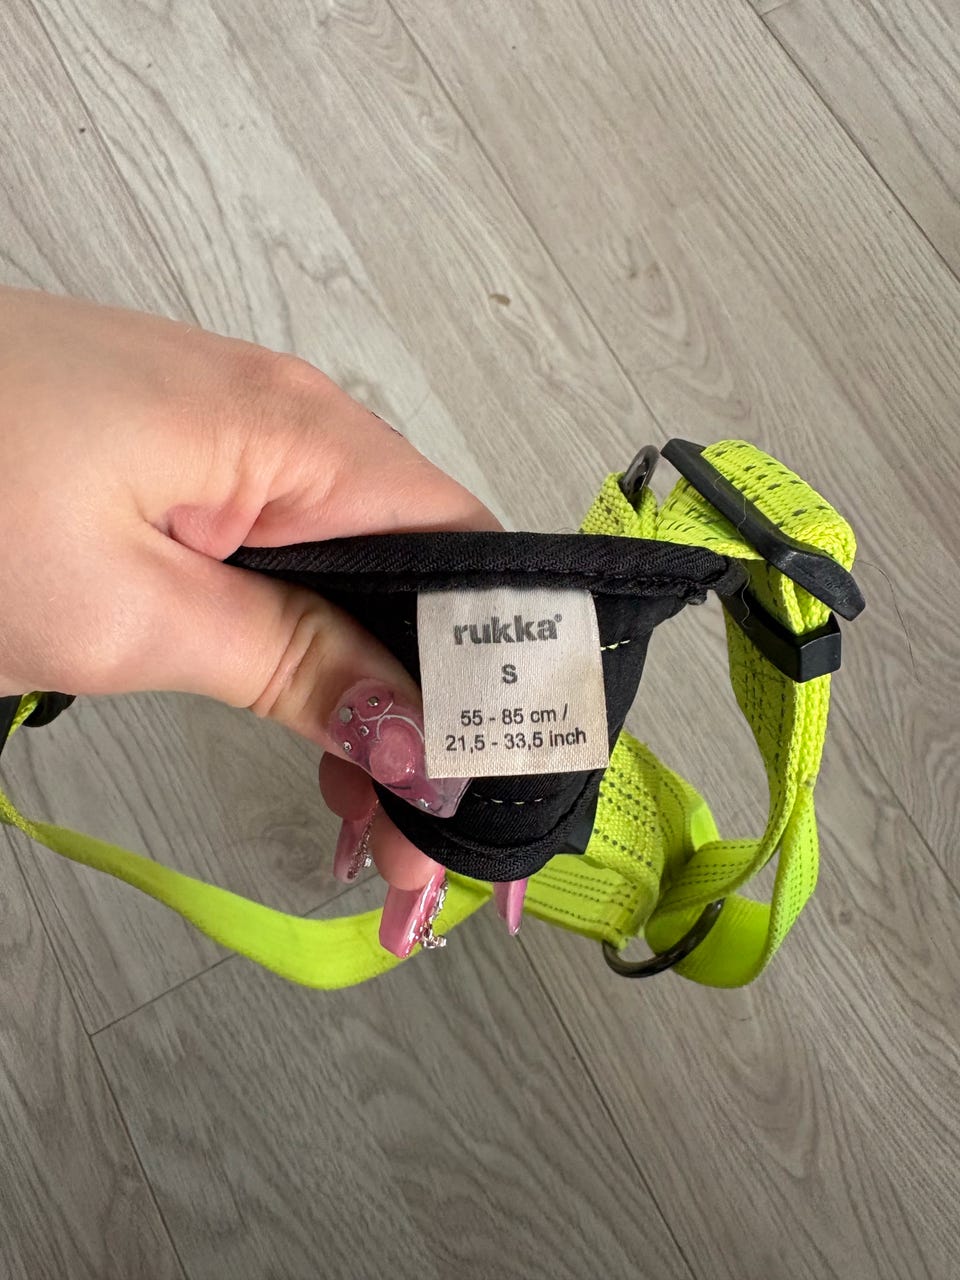 rukka®
S
55 - 85 cm /
21,5 - 33,5 inch